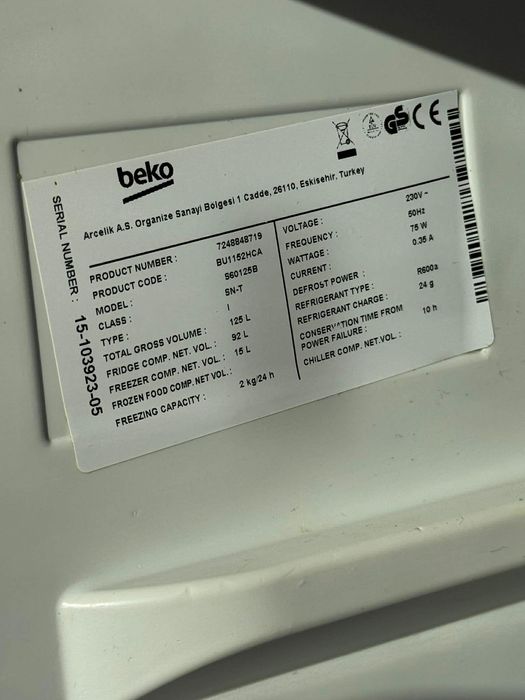 beko
GS CE
Arcelik A.S. Organize Sanayi Bölgesi 1 Cadde, 26110, Eskisehir, Turkey
SERIAL NUMBER : 15-103923-05
PRODUCT NUMBER : 7248848719
PRODUCT CODE : BU1152HCA
MODEL : S60125B
CLASS : SN-T
TYPE : I
TOTAL GROSS VOLUME : 125 L
FRIDGE COMP. NET. VOL. : 92 L
FREEZER COMP. NET. VOL. : 15 L
FROZEN FOOD COMP.NET VOL. :
FREEZING CAPACITY : 2 kg/24 h
VOLTAGE : 230V ~
FREQUENCY : 50Hz
WATTAGE : 75 W
CURRENT : 0.35 A
DEFROST POWER :
REFRIGERANT TYPE : R600a
REFRIGERANT CHARGE : 24 g
CONSERVATION TIME FROM
POWER FAILURE : 10 h
CHILLER COMP. NET.VOL. :